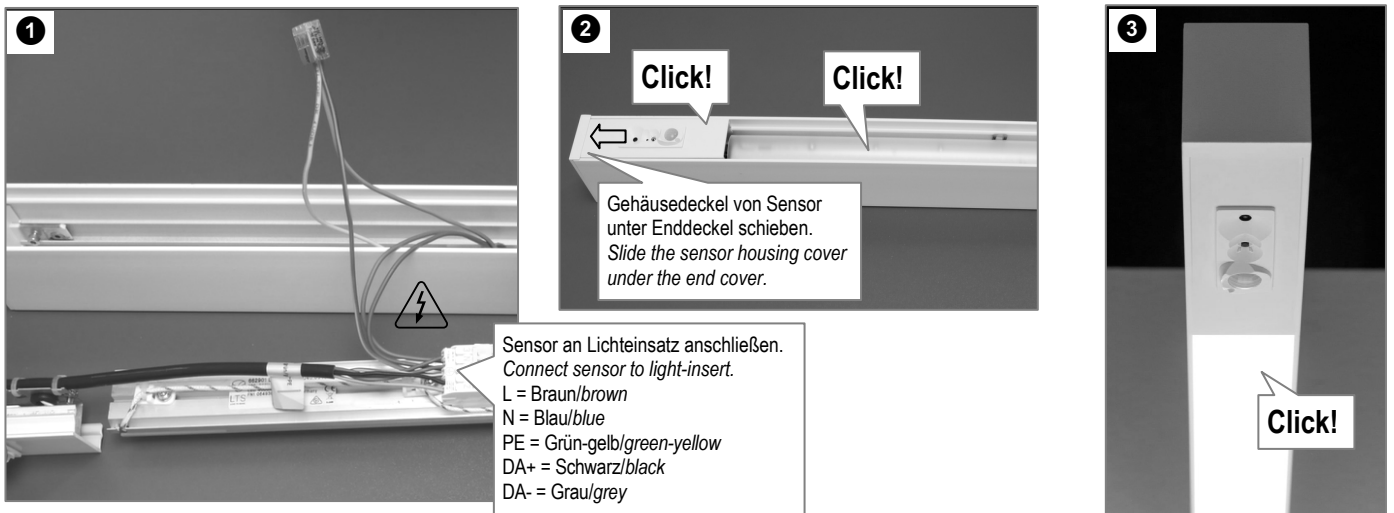 1
2
Click!
Click!
Gehäusedeckel von Sensor
unter Enddeckel schieben.
Slide the sensor housing cover
under the end cover.
Sensor an Lichteinsatz anschließen.
Connect sensor to light-insert.
L = Braun/brown
N = Blau/blue
PE = Grün-gelb/green-yellow
DA+ = Schwarz/black
DA- = Grau/grey
LTS
3
Click!